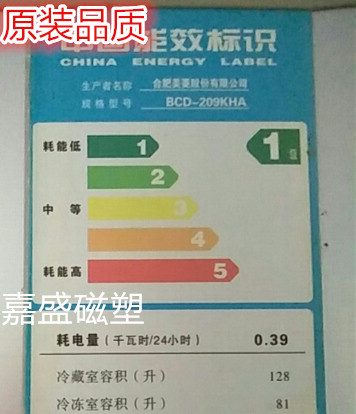 原装品质
中国能效标识
CHINA ENERGY LABEL
生产者名称 合肥美菱股份有限公司
规格型号 BCD-209KHA
耗能低 1 1级
2
中等 3
4
耗能高 5
嘉盛磁塑
耗电量（千瓦时/24小时） 0.39
冷藏室容积（升） 128
冷冻室容积（升） 81